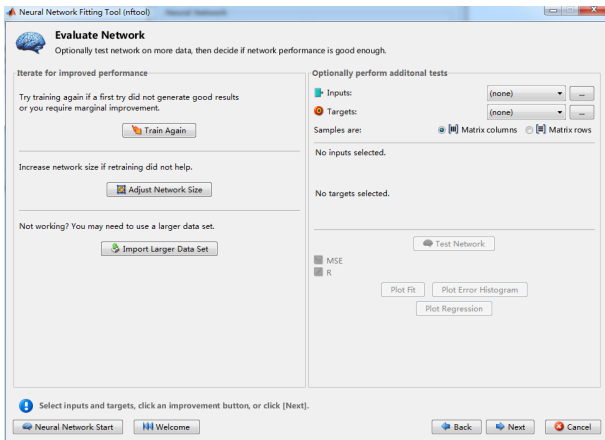 Neural Network Fitting Tool (nftool)
Evaluate Network
Optionally test network on more data, then decide if network performance is good enough.
Iterate for improved performance
Try training again if a first try did not generate good results
or you require marginal improvement.
Train Again
Increase network size if retraining did not help.
Adjust Network Size
Not working? You may need to use a larger data set.
Import Larger Data Set
Optionally perform additonal tests
Inputs: (none) ...
Targets: (none) ...
Samples are: Matrix columns Matrix rows
No inputs selected.
No targets selected.
Test Network
MSE
R
Plot Fit Plot Error Histogram
Plot Regression
Select inputs and targets, click an improvement button, or click [Next].
Neural Network Start Welcome Back Next Cancel